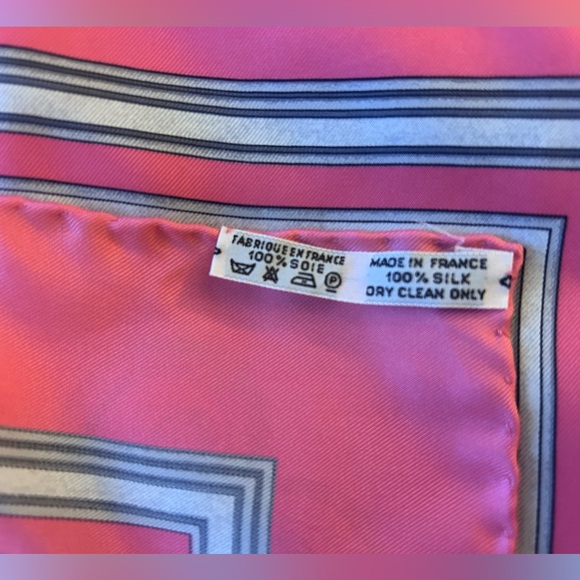 FABRIQUE EN FRANCE
100% SOIE
P
MADE IN FRANCE
100% SILK
DRY CLEAN ONLY